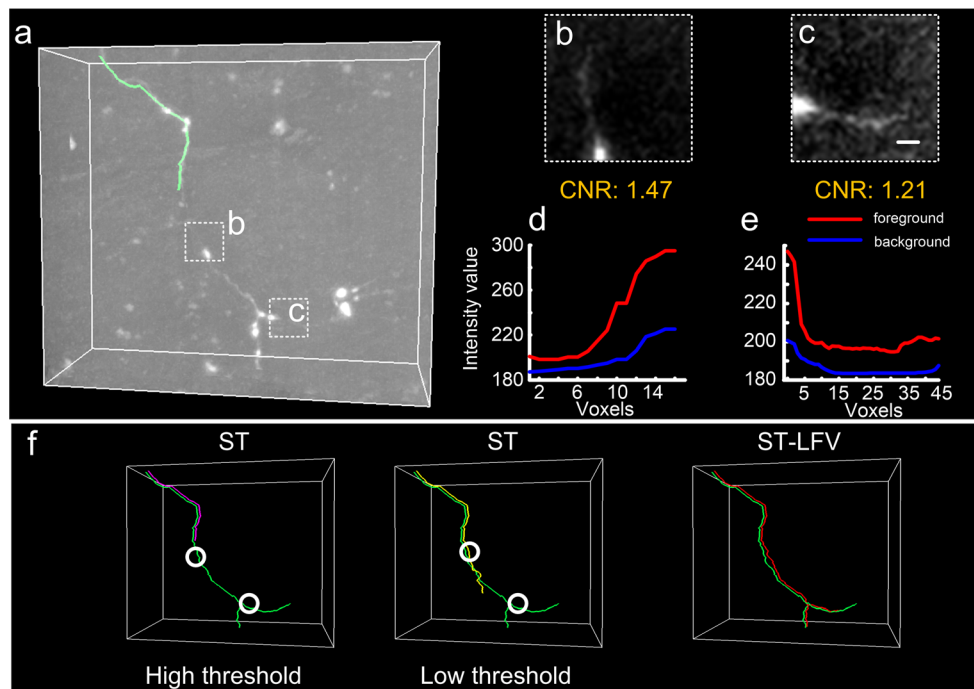 a
b
c
b
c
CNR: 1.47
CNR: 1.21
d
e
foreground
background
Intensity value
300
260
220
180
2
6
10
14
Voxels
240
220
200
180
5
15
25
35
45
Voxels
f
ST
ST
ST-LFV
High threshold
Low threshold